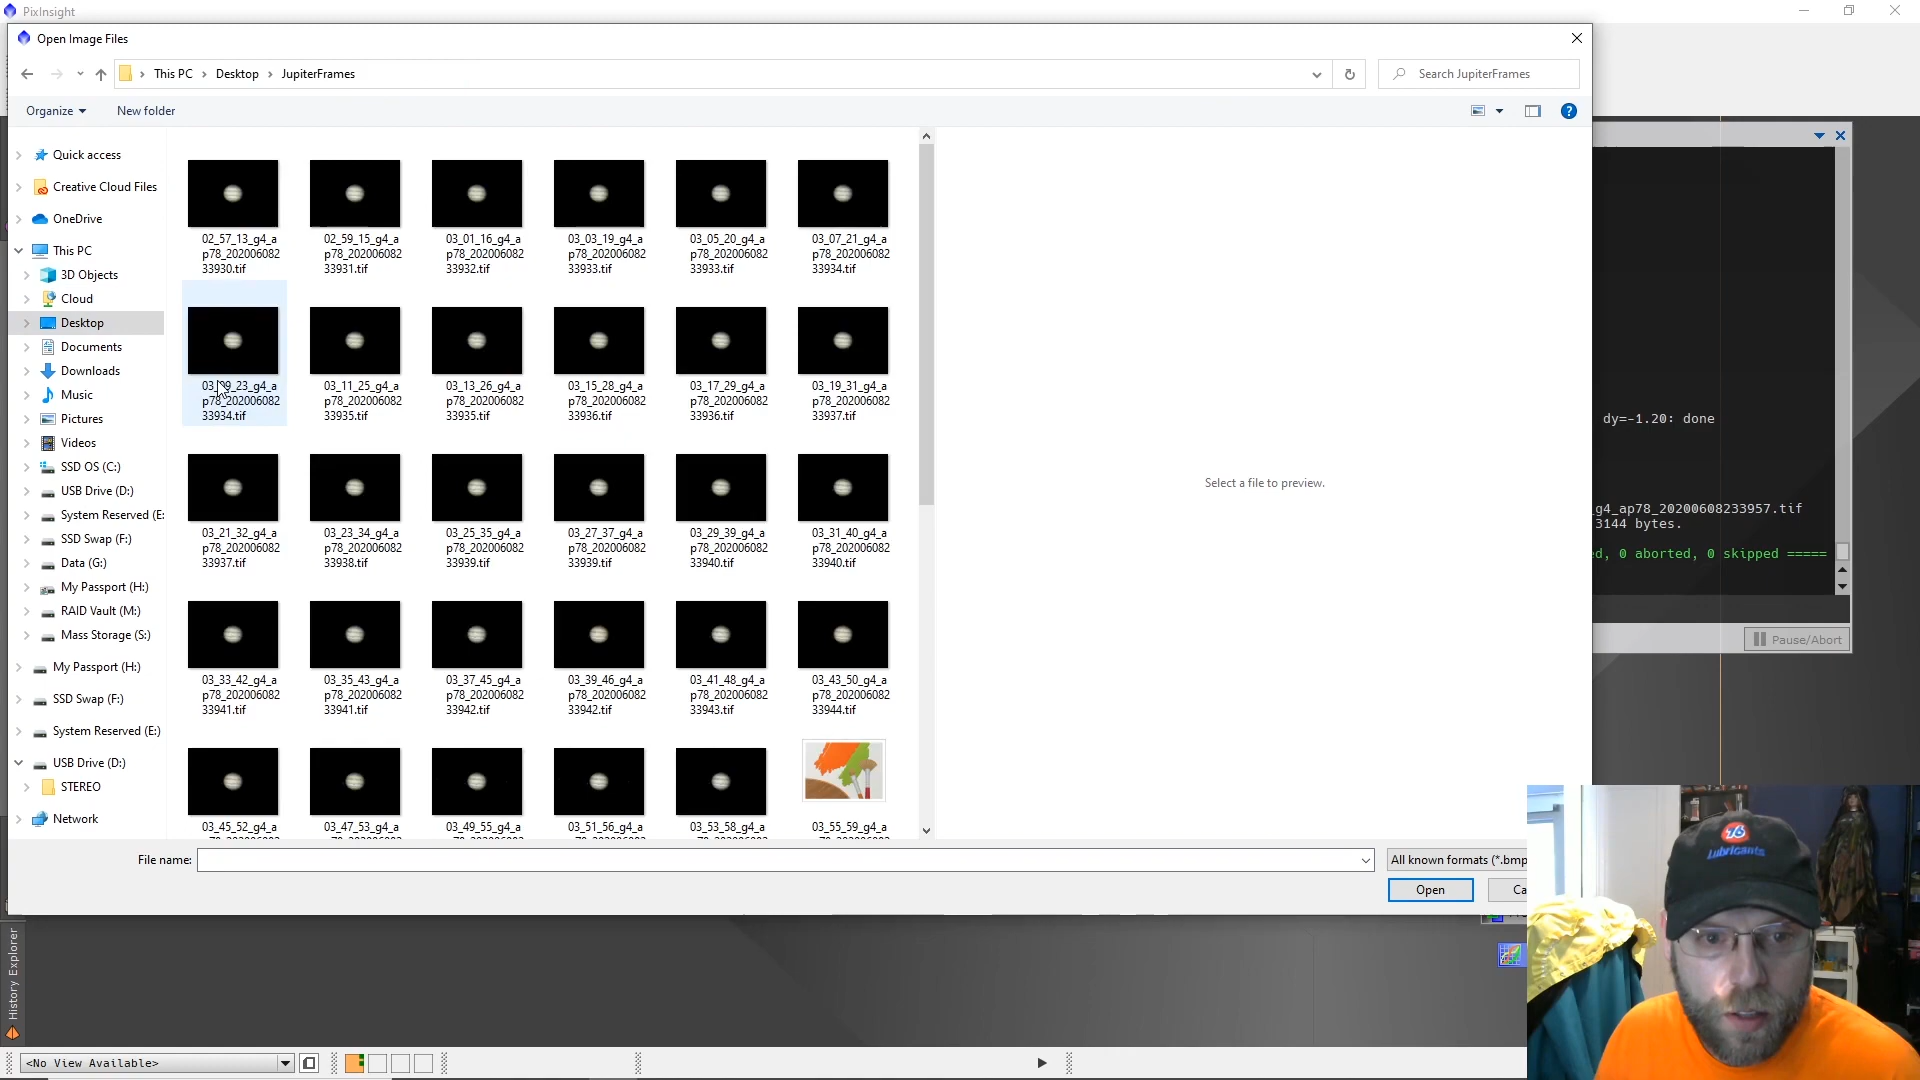 PixInsight
Open Image Files
This PC > Desktop > JupiterFrames
Search JupiterFrames
Organize
New folder
Quick access
Creative Cloud Files
OneDrive
This PC
3D Objects
Cloud
Desktop
Documents
Downloads
Music
Pictures
Videos
SSD OS (C:)
USB Drive (D:)
System Reserved (E:
SSD Swap (F:)
Data (G:)
My Passport (H:)
RAID Vault (M:)
Mass Storage (S:)
My Passport (H:)
SSD Swap (F:)
System Reserved (E:)
USB Drive (D:)
STEREO
Network
02_57_13_g4_a
p78_202006082
33930.tif
02_59_15_g4_a
p78_202006082
33931.tif
03_01_16_g4_a
p78_202006082
33932.tif
03_03_19_g4_a
p78_202006082
33933.tif
03_05_20_g4_a
p78_202006082
33933.tif
03_07_21_g4_a
p78_202006082
33934.tif
03_09_23_g4_a
p78_202006082
33934.tif
03_11_25_g4_a
p78_202006082
33935.tif
03_13_26_g4_a
p78_202006082
33935.tif
03_15_28_g4_a
p78_202006082
33936.tif
03_17_29_g4_a
p78_202006082
33936.tif
03_19_31_g4_a
p78_202006082
33937.tif
03_21_32_g4_a
p78_202006082
33937.tif
03_23_34_g4_a
p78_202006082
33938.tif
03_25_35_g4_a
p78_202006082
33939.tif
03_27_37_g4_a
p78_202006082
33939.tif
03_29_39_g4_a
p78_202006082
33940.tif
03_31_40_g4_a
p78_202006082
33940.tif
03_33_42_g4_a
p78_202006082
33941.tif
03_35_43_g4_a
p78_202006082
33941.tif
03_37_45_g4_a
p78_202006082
33942.tif
03_39_46_g4_a
p78_202006082
33942.tif
03_41_48_g4_a
p78_202006082
33943.tif
03_43_50_g4_a
p78_202006082
33944.tif
03_45_52_g4_a
03_47_53_g4_a
03_49_55_g4_a
03_51_56_g4_a
03_53_58_g4_a
03_55_59_g4_a
Select a file to preview.
dy=-1.20: done
_g4_ap78_20200608233957.tif
3144 bytes.
ed, 0 aborted, 0 skipped =====
Pause/Abort
File name:
All known formats (*.bmp
Open
Ca
History Explorer
<No View Available>
76
Lubricants